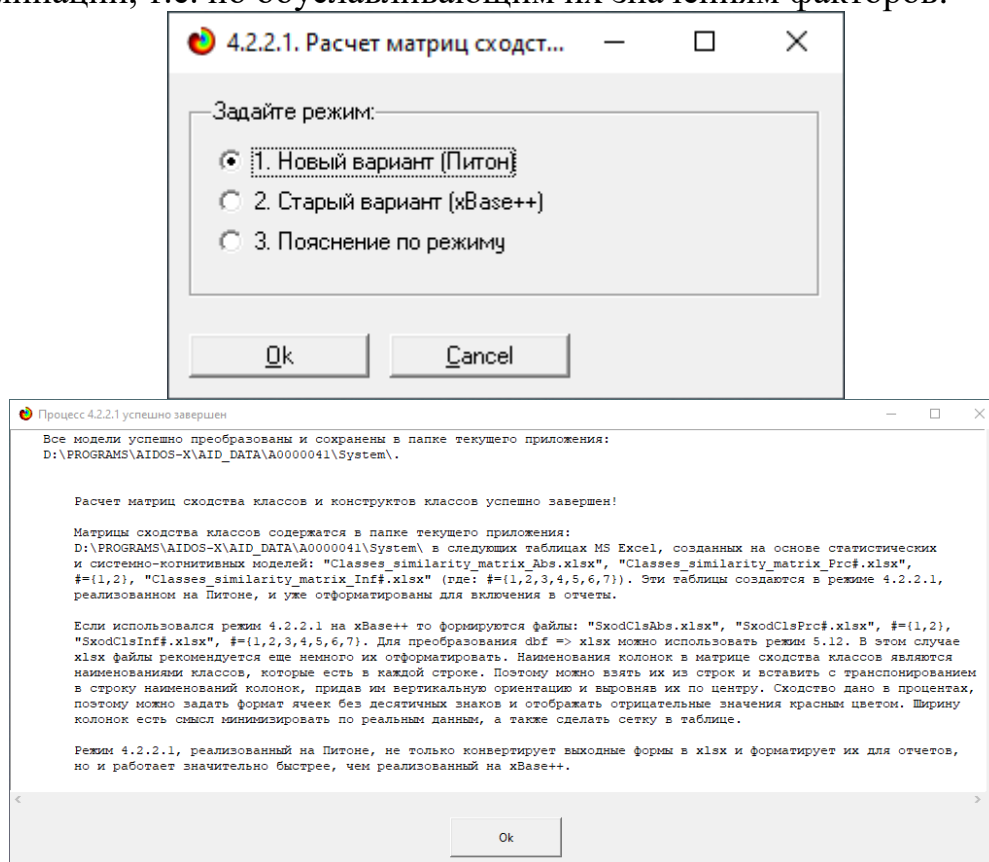 т.е. по обуславливающим их значениям факторов.
4.2.2.1. Расчет матриц сходст...
Задайте режим:
1. Новый вариант (Питон)
2. Старый вариант (xBase++)
3. Пояснение по режиму
Ok
Cancel
Процесс 4.2.2.1 успешно завершен
Все модели успешно преобразованы и сохранены в папке текущего приложения:
D:\PROGRAMS\AIDOS-X\AID_DATA\A0000041\System\.
Расчет матриц сходства классов и конструктов классов успешно завершен!
Матрицы сходства классов содержатся в папке текущего приложения:
D:\PROGRAMS\AIDOS-X\AID_DATA\A0000041\System\ в следующих таблицах MS Excel, созданных на основе статистических
и системно-когнитивных моделей: "Classes_similarity_matrix_Abs.xlsx", "Classes_similarity_matrix_Prc#.xlsx",
#={1,2}, "Classes_similarity_matrix_Inf#.xlsx" (где: #={1,2,3,4,5,6,7}). Эти таблицы создаются в режиме 4.2.2.1,
реализованном на Питоне, и уже отформатированы для включения в отчеты.
Если использовался режим 4.2.2.1 на xBase++ то формируются файлы: "SxodClsAbs.xlsx", "SxodClsPrc#.xlsx", #={1,2},
"SxodClsInf#.xlsx", #={1,2,3,4,5,6,7}. Для преобразования dbf => xlsx можно использовать режим 5.12. В этом случае
xlsx файлы рекомендуется еще немного их отформатировать. Наименования колонок в матрице сходства классов являются
наименованиями классов, которые есть в каждой строке. Поэтому можно взять их из строк и вставить с транспонированием
в строку наименований колонок, придав им вертикальную ориентацию и выровняв их по центру. Сходство дано в процентах,
поэтому можно задать формат ячеек без десятичных знаков и отображать отрицательные значения красным цветом. Ширину
колонок есть смысл минимизировать по реальным данным, а также сделать сетку в таблице.
Режим 4.2.2.1, реализованный на Питоне, не только конвертирует выходные формы в xlsx и форматирует их для отчетов,
но и работает значительно быстрее, чем реализованный на xBase++.
Ok